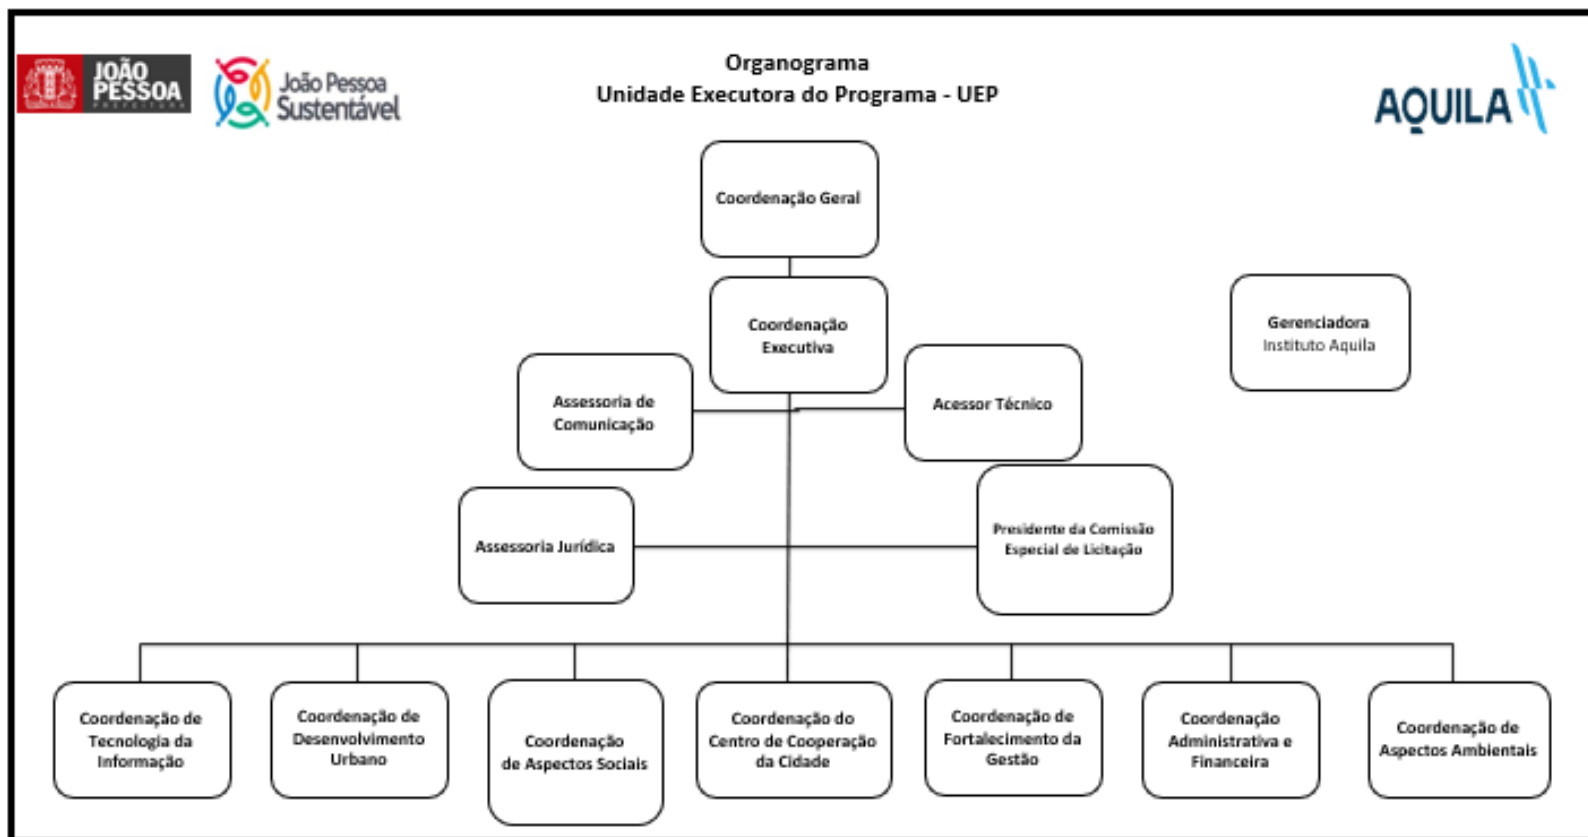 JOÃO
PESSOA
PREFEITURA
João Pessoa
Sustentável
Organograma
Unidade Executora do Programa - UEP
AQUILA
Coordenação Geral
Coordenação
Executiva
Gerenciadora
Instituto Aquila
Assessoria de
Comunicação
Acessor Técnico
Assessoria Jurídica
Presidente da Comissão
Especial de Licitação
Coordenação de
Tecnologia da
Informação
Coordenação de
Desenvolvimento
Urbano
Coordenação
de Aspectos Sociais
Coordenação do
Centro de Cooperação
da Cidade
Coordenação de
Fortalecimento da
Gestão
Coordenação
Administrativa e
Financeira
Coordenação de
Aspectos Ambientais